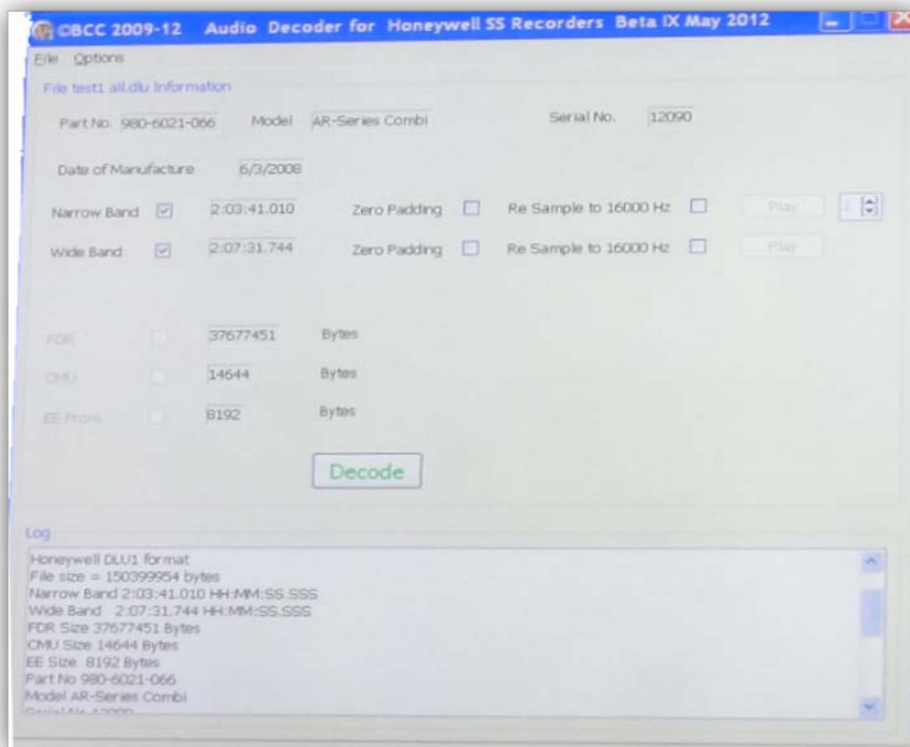 ©BCC 2009-12 Audio Decoder for Honeywell SS Recorders Beta IX May 2012
File Options
File test1 all.dlu Information
Part No. 980-6021-066 Model AR-Series Combi Serial No. 12090
Date of Manufacture 6/3/2008
Narrow Band 2:03:41.010 Zero Padding Re Sample to 16000 Hz Play
Wide Band 2:07:31.744 Zero Padding Re Sample to 16000 Hz Play
FDR 37677451 Bytes
CMU 14644 Bytes
EE Prom 8192 Bytes
Decode
Log
Honeywell DLU1 format
File size = 150399954 bytes
Narrow Band 2:03:41.010 HH:MM:SS.SSS
Wide Band 2:07:31.744 HH:MM:SS.SSS
FDR Size 37677451 Bytes
CMU Size 14644 Bytes
EE Size 8192 Bytes
Part No 980-6021-066
Model AR-Series Combi